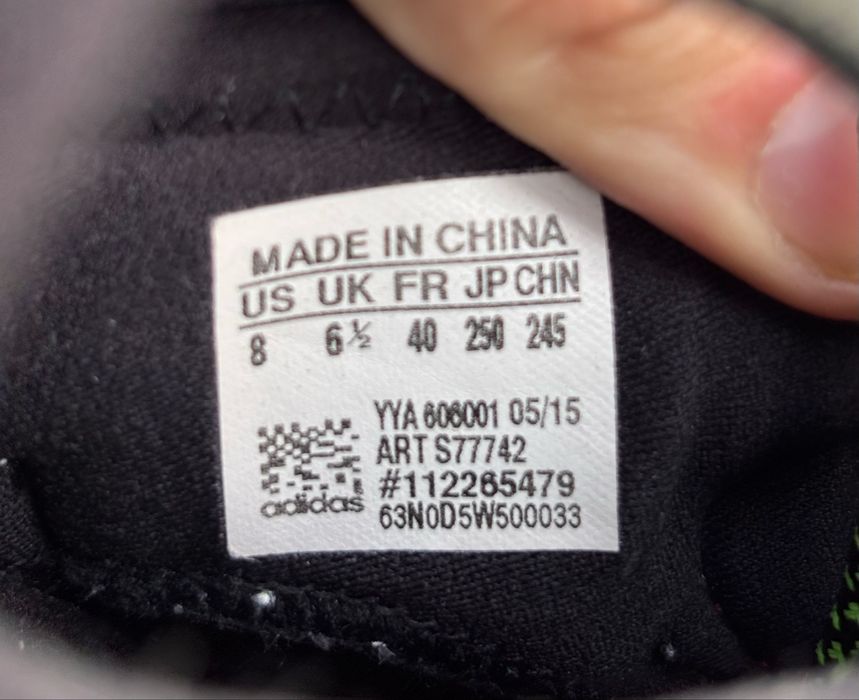 MADE IN CHINA
US UK FR JP CHN
8 6½ 40 250 245
YYA 606001 05/15
ART S77742
#112265479
63N0D5W500033
adidas